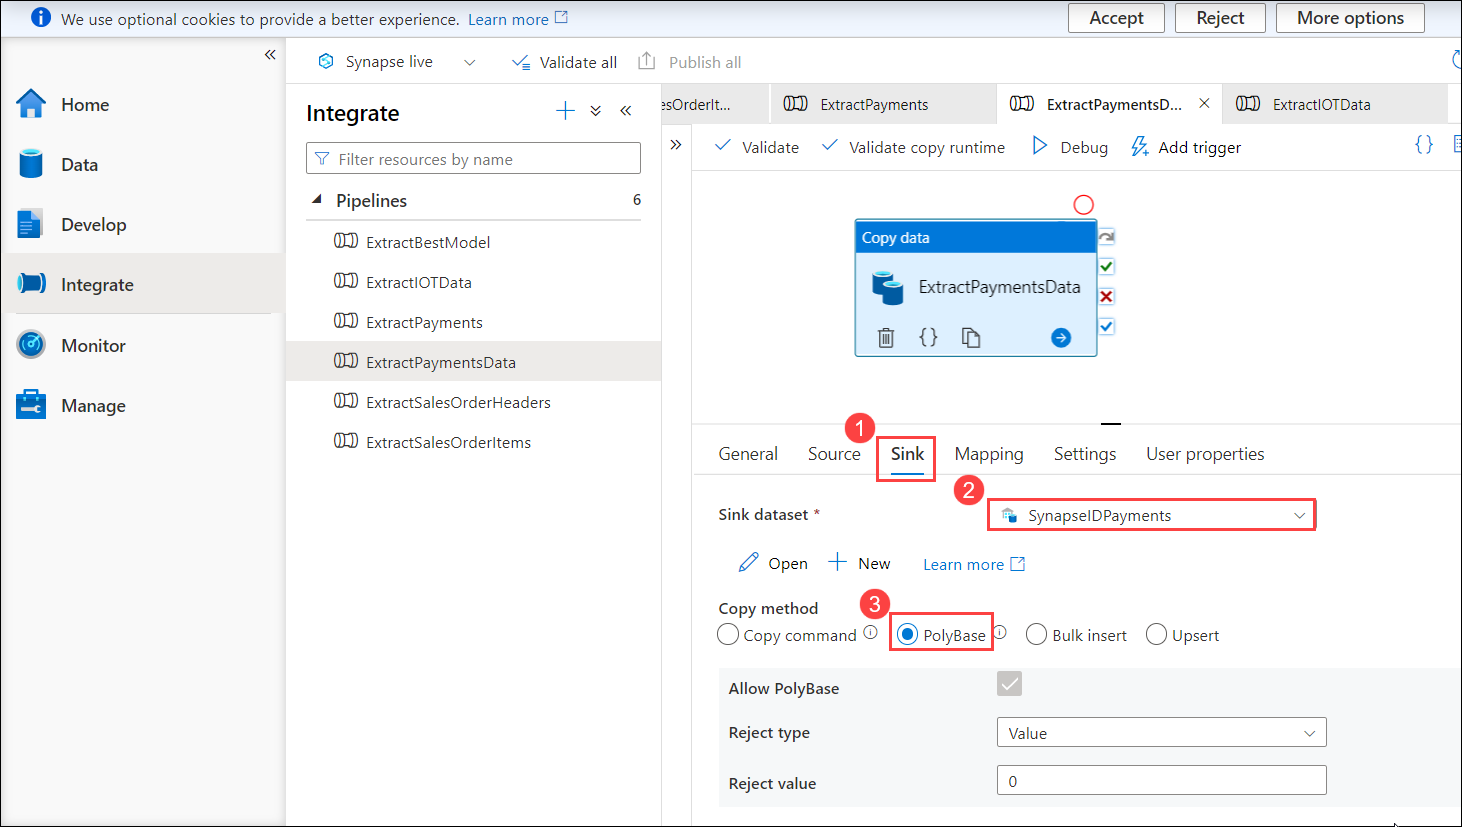 We use optional cookies to provide a better experience. Learn more
Accept
Reject
More options
Home
Data
Develop
Integrate
Monitor
Manage
Synapse live
Validate all
Publish all
Integrate
Filter resources by name
Pipelines 6
ExtractBestModel
ExtractIOTData
ExtractPayments
ExtractPaymentsData
ExtractSalesOrderHeaders
ExtractSalesOrderItems
esOrderIt...
ExtractPayments
ExtractPaymentsD...
ExtractIOTData
Validate
Validate copy runtime
Debug
Add trigger
Copy data
ExtractPaymentsData
General
Source
1
Sink
Mapping
Settings
User properties
Sink dataset *
2
SynapseIDPayments
Open
New
Learn more
Copy method
3
Copy command
PolyBase
Bulk insert
Upsert
Allow PolyBase
Reject type
Value
Reject value
0